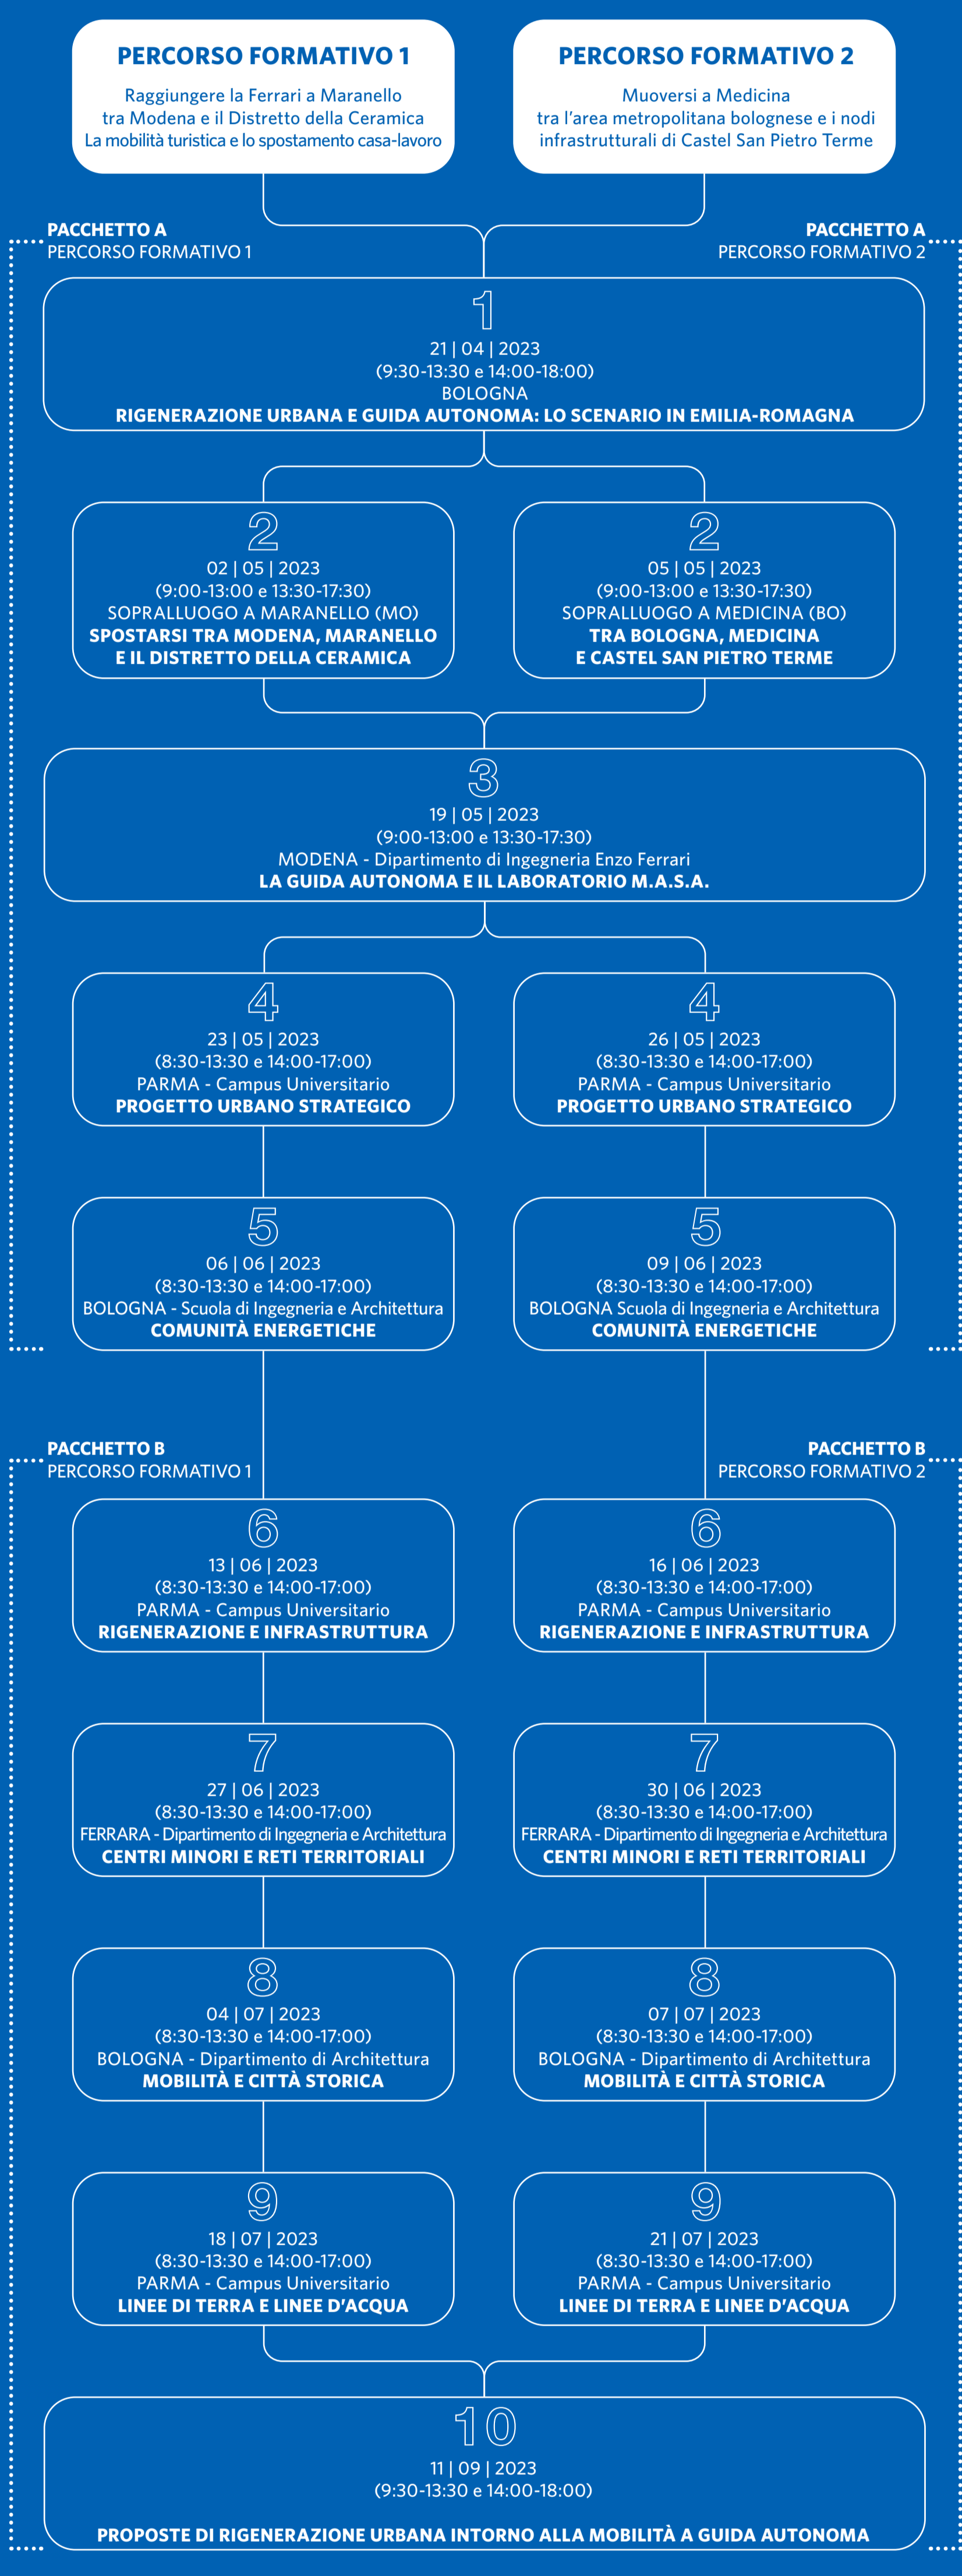 PERCORSO FORMATIVO 1
Raggiungere la Ferrari a Maranello
tra Modena e il Distretto della Ceramica
La mobilità turistica e lo spostamento casa-lavoro
PERCORSO FORMATIVO 2
Muoversi a Medicina
tra l'area metropolitana bolognese e i nodi
infrastrutturali di Castel San Pietro Terme
PACCHETTO A
PERCORSO FORMATIVO 1
PACCHETTO A
PERCORSO FORMATIVO 2
1
21 | 04 | 2023
(9:30-13:30 e 14:00-18:00)
BOLOGNA
RIGENERAZIONE URBANA E GUIDA AUTONOMA: LO SCENARIO IN EMILIA-ROMAGNA
2
02 | 05 | 2023
(9:00-13:00 e 13:30-17:30)
SOPRALLUOGO A MARANELLO (MO)
SPOSTARSI TRA MODENA, MARANELLO
E IL DISTRETTO DELLA CERAMICA
2
05 | 05 | 2023
(9:00-13:00 e 13:30-17:30)
SOPRALLUOGO A MEDICINA (BO)
TRA BOLOGNA, MEDICINA
E CASTEL SAN PIETRO TERME
3
19 | 05 | 2023
(9:00-13:00 e 13:30-17:30)
MODENA - Dipartimento di Ingegneria Enzo Ferrari
LA GUIDA AUTONOMA E IL LABORATORIO M.A.S.A.
4
23 | 05 | 2023
(8:30-13:30 e 14:00-17:00)
PARMA - Campus Universitario
PROGETTO URBANO STRATEGICO
4
26 | 05 | 2023
(8:30-13:30 e 14:00-17:00)
PARMA - Campus Universitario
PROGETTO URBANO STRATEGICO
5
06 | 06 | 2023
(8:30-13:30 e 14:00-17:00)
BOLOGNA - Scuola di Ingegneria e Architettura
COMUNITÀ ENERGETICHE
5
09 | 06 | 2023
(8:30-13:30 e 14:00-17:00)
BOLOGNA Scuola di Ingegneria e Architettura
COMUNITÀ ENERGETICHE
PACCHETTO B
PERCORSO FORMATIVO 1
PACCHETTO B
PERCORSO FORMATIVO 2
6
13 | 06 | 2023
(8:30-13:30 e 14:00-17:00)
PARMA - Campus Universitario
RIGENERAZIONE E INFRASTRUTTURA
6
16 | 06 | 2023
(8:30-13:30 e 14:00-17:00)
PARMA - Campus Universitario
RIGENERAZIONE E INFRASTRUTTURA
7
27 | 06 | 2023
(8:30-13:30 e 14:00-17:00)
FERRARA - Dipartimento di Ingegneria e Architettura
CENTRI MINORI E RETI TERRITORIALI
7
30 | 06 | 2023
(8:30-13:30 e 14:00-17:00)
FERRARA - Dipartimento di Ingegneria e Architettura
CENTRI MINORI E RETI TERRITORIALI
8
04 | 07 | 2023
(8:30-13:30 e 14:00-17:00)
BOLOGNA - Dipartimento di Architettura
MOBILITÀ E CITTÀ STORICA
8
07 | 07 | 2023
(8:30-13:30 e 14:00-17:00)
BOLOGNA - Dipartimento di Architettura
MOBILITÀ E CITTÀ STORICA
9
18 | 07 | 2023
(8:30-13:30 e 14:00-17:00)
PARMA - Campus Universitario
LINEE DI TERRA E LINEE D'ACQUA
9
21 | 07 | 2023
(8:30-13:30 e 14:00-17:00)
PARMA - Campus Universitario
LINEE DI TERRA E LINEE D'ACQUA
10
11 | 09 | 2023
(9:30-13:30 e 14:00-18:00)
PROPOSTE DI RIGENERAZIONE URBANA INTORNO ALLA MOBILITÀ A GUIDA AUTONOMA